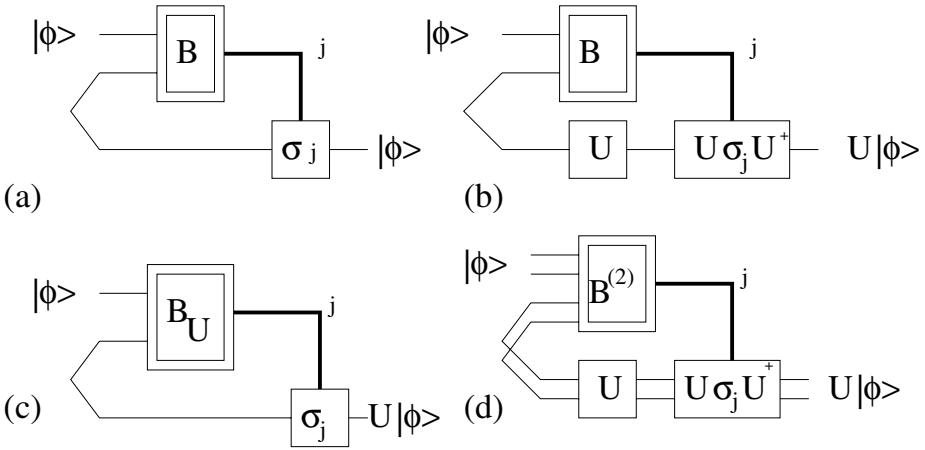 |ϕ> B j
σ j |ϕ>
(a)
|ϕ> B j
U Uσ_jU⁺ U|ϕ>
(b)
|ϕ> B_U j
σ_j U|ϕ>
(c)
|ϕ> B⁽²⁾ j
U Uσ_jU⁺ U|ϕ>
(d)